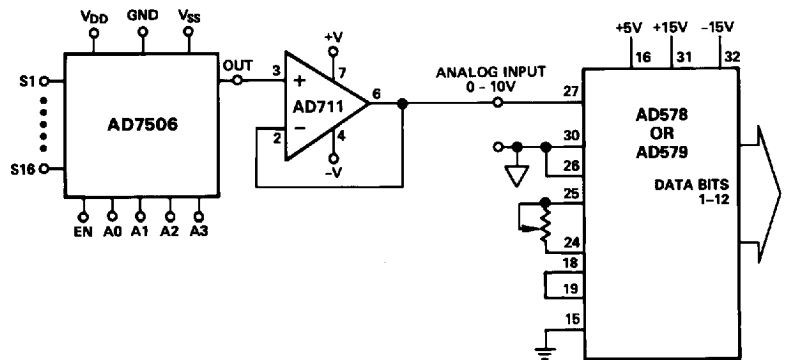 VDD GND VSS
+5V +15V -15V
16 31 32
S1
OUT
+V
3 + 7 6
AD7506
AD711
ANALOG INPUT
0 – 10V
27
AD578
OR
AD579
2 − 4
-V
30
26
S16
DATA BITS
1–12
25
EN A0 A1 A2 A3
24
18
19
15